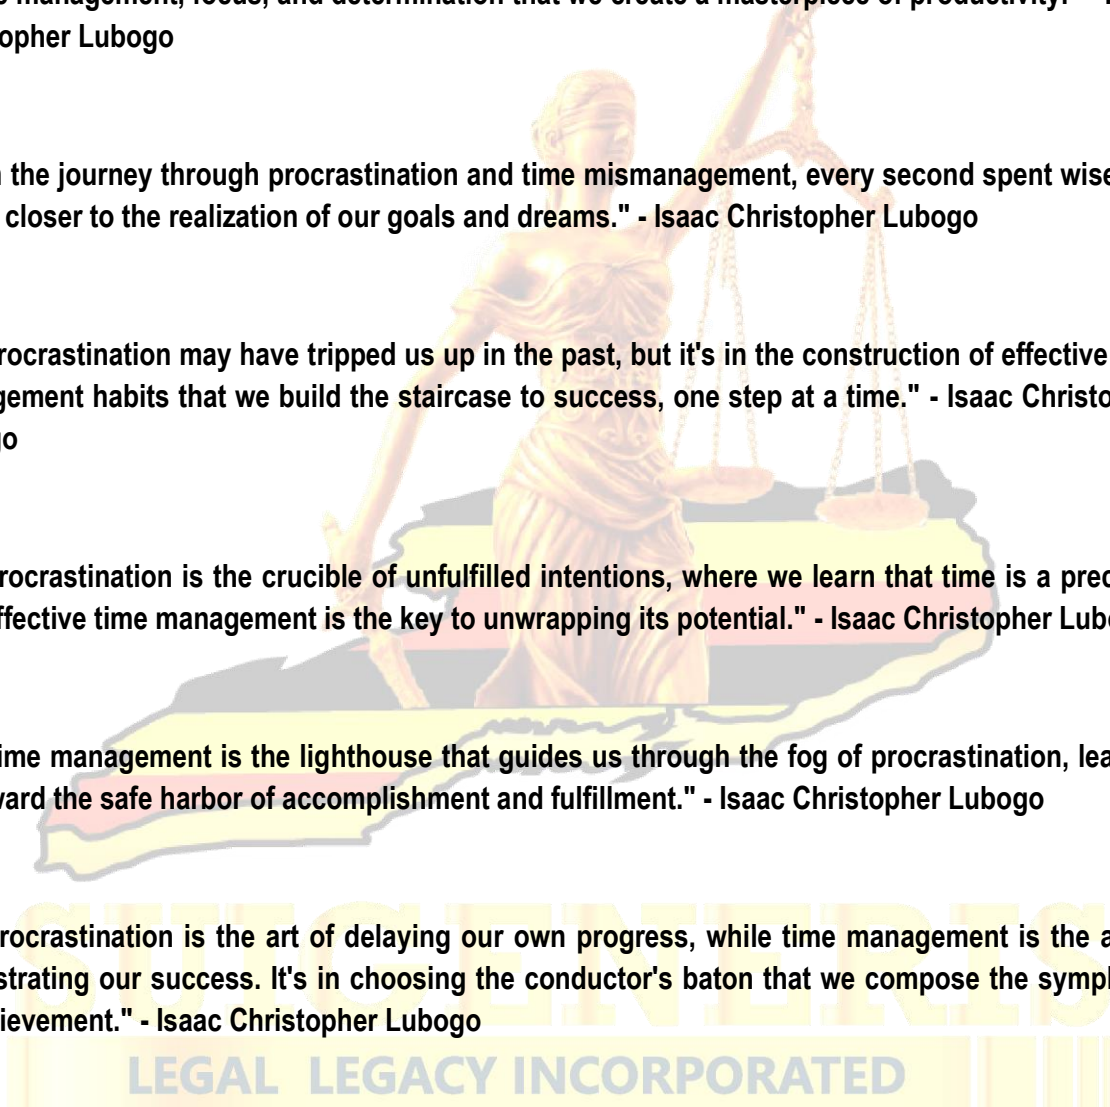 management, focus, and determination that we create a masterpiece of productivity."
topher Lubogo
the journey through procrastination and time mismanagement, every second spent wise
closer to the realization of our goals and dreams." - Isaac Christopher Lubogo
rocrastination may have tripped us up in the past, but it's in the construction of effective
gement habits that we build the staircase to success, one step at a time." - Isaac Christo
go
rocrastination is the crucible of unfulfilled intentions, where we learn that time is a prec
ffective time management is the key to unwrapping its potential." - Isaac Christopher Lub
ime management is the lighthouse that guides us through the fog of procrastination, lea
ward the safe harbor of accomplishment and fulfillment." - Isaac Christopher Lubogo
rocrastination is the art of delaying our own progress, while time management is the a
strating our success. It's in choosing the conductor's baton that we compose the symp
ievement." - Isaac Christopher Lubogo
SUIGENERIS
LEGAL LEGACY INCORPORATED